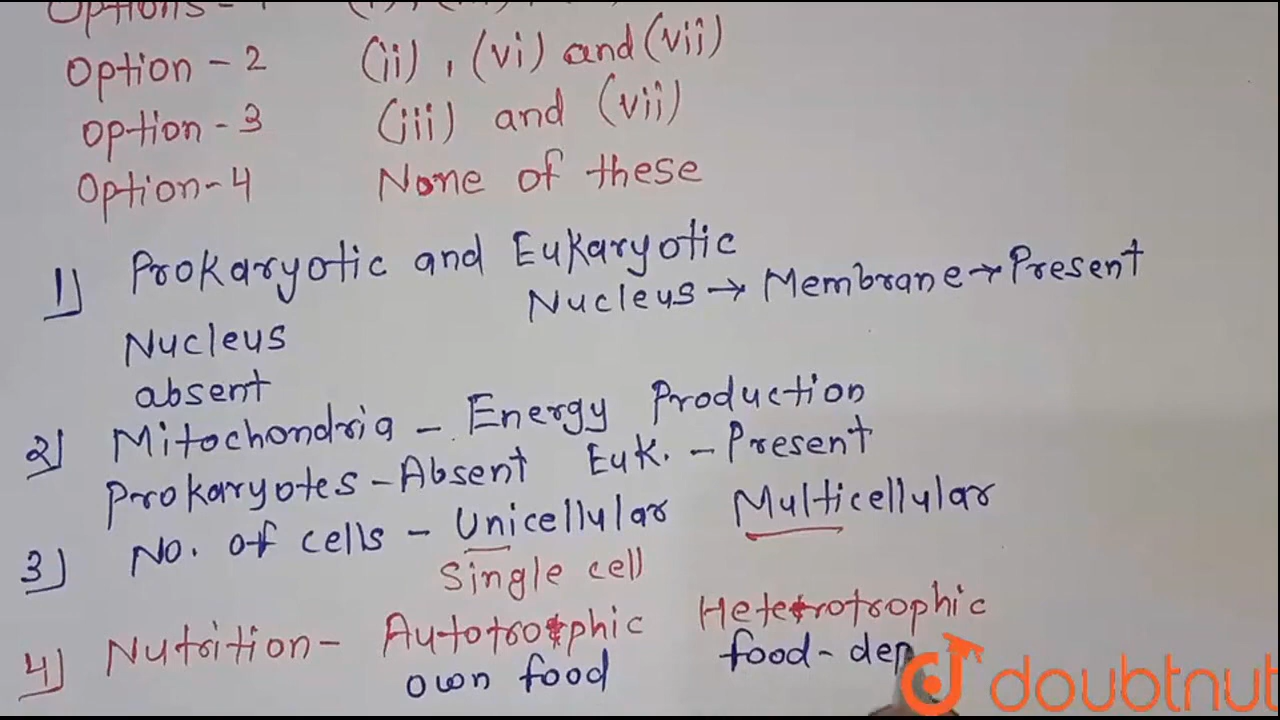 Options - 1
Option - 2 (ii), (vi) and (vii)
Option - 3 (iii) and (vii)
Option - 4 None of these
1) Prokaryotic and Eukaryotic
Nucleus → Membrane → Present
Nucleus
absent
2) Mitochondria - Energy Production
Prokaryotes - Absent Euk. - Present
3) No. of cells - Unicellular Multicellular
Single cell
4) Nutrition - Autotrophic Heterotrophic
own food food - dep
doubtnut